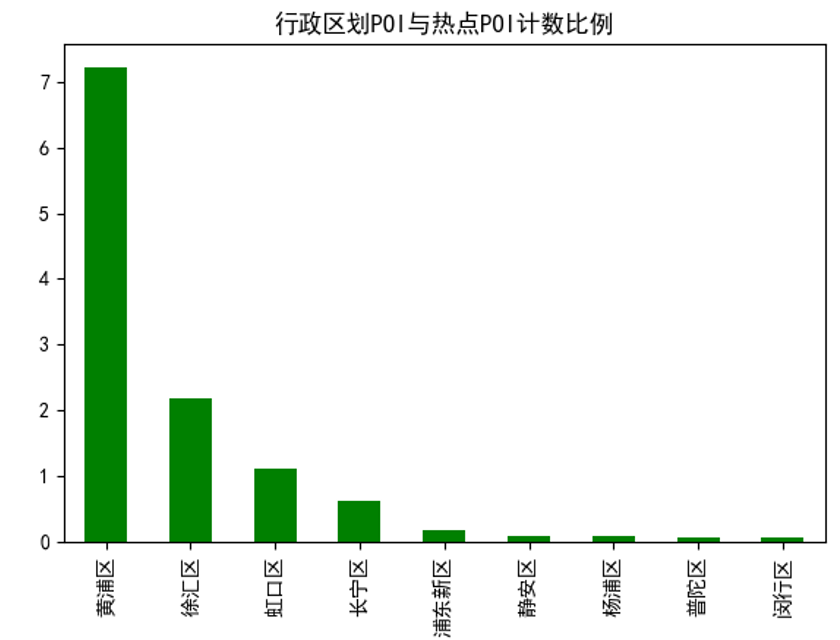 行政区划POI与热点POI计数比例
7
6
5
4
3
2
1
0
黄浦区
徐汇区
虹口区
长宁区
浦东新区
静安区
杨浦区
普陀区
闵行区